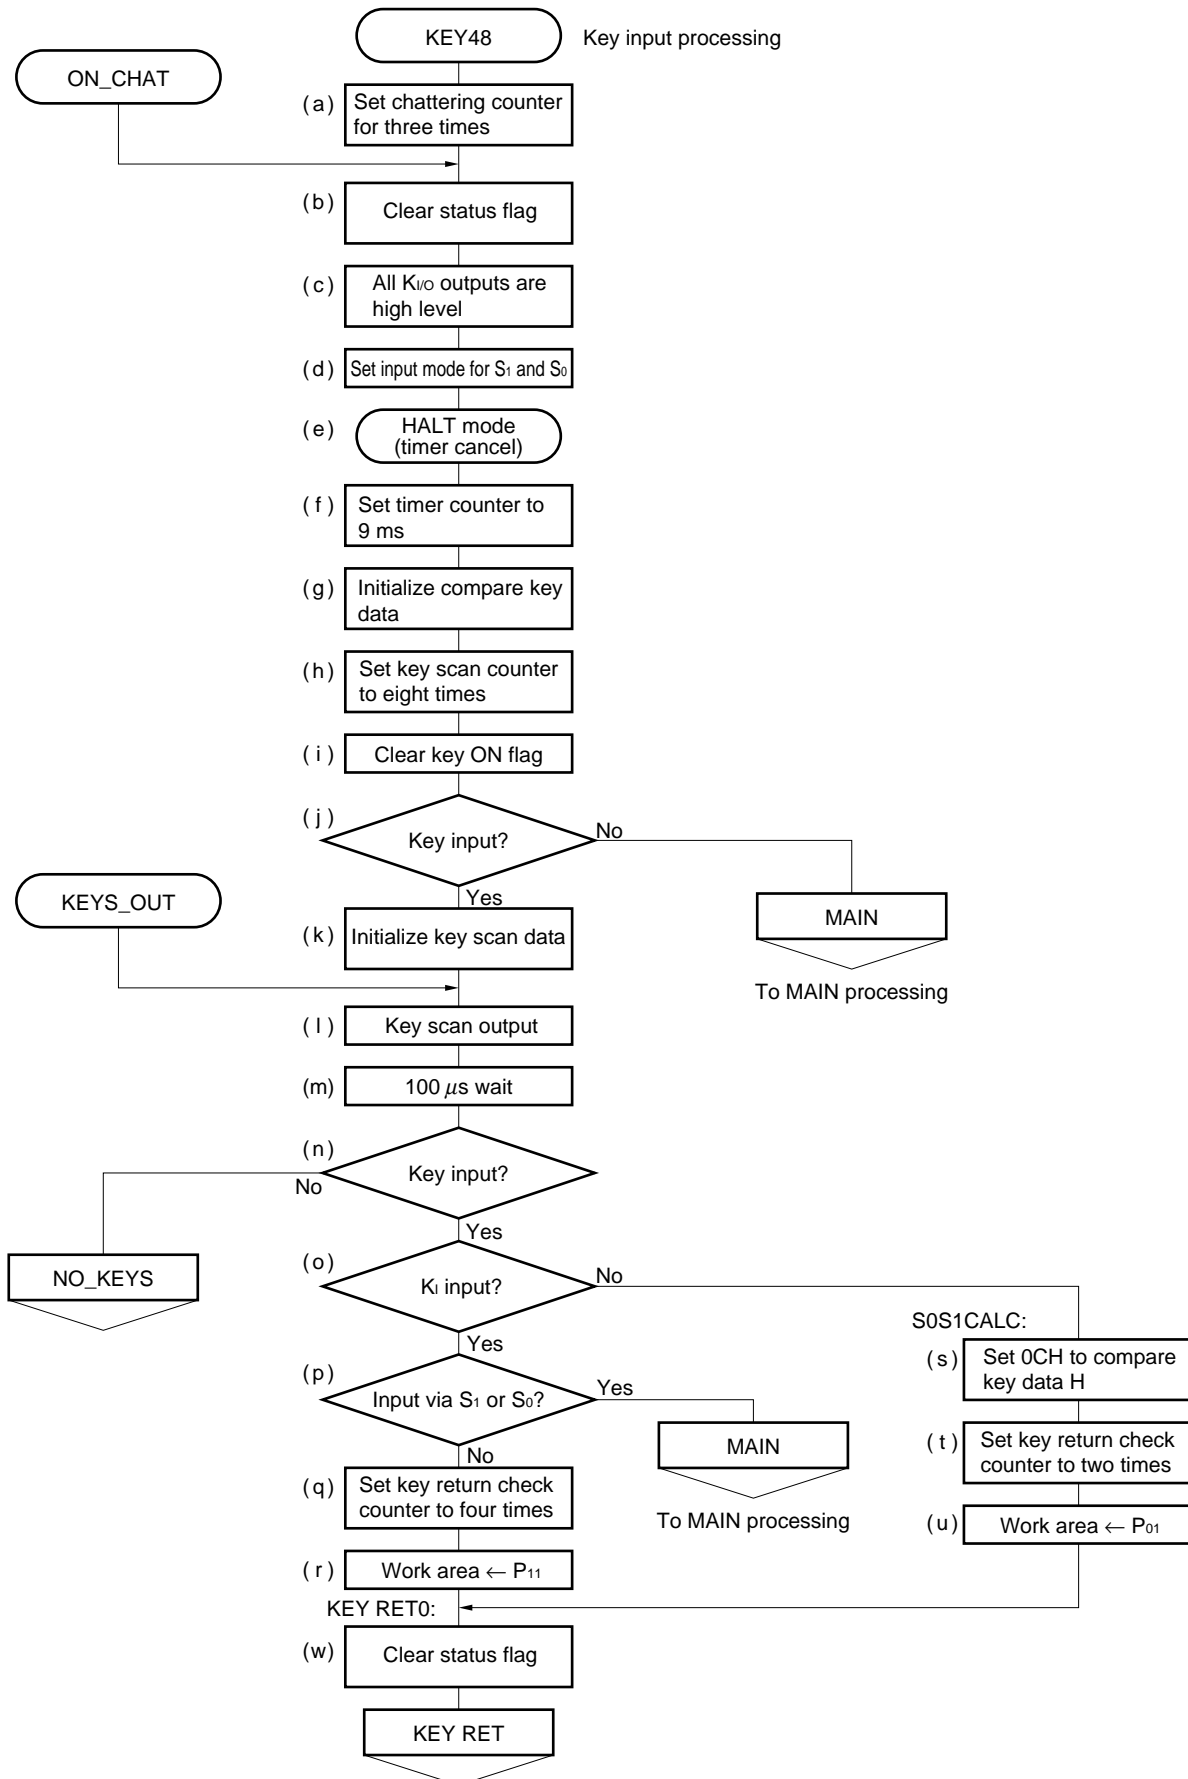 KEY48
Key input processing
ON_CHAT
(a)
Set chattering counter
for three times
(b)
Clear status flag
(c)
All KI/O outputs are
high level
(d)
Set input mode for S1 and S0
(e)
HALT mode
(timer cancel)
(f)
Set timer counter to
9 ms
(g)
Initialize compare key
data
(h)
Set key scan counter
to eight times
(i)
Clear key ON flag
(j)
Key input?
No
Yes
MAIN
To MAIN processing
KEYS_OUT
(k)
Initialize key scan data
(l)
Key scan output
(m)
100 μs wait
(n)
Key input?
No
Yes
NO_KEYS
(o)
KI input?
No
Yes
(p)
Input via S1 or S0?
Yes
No
MAIN
To MAIN processing
S0S1CALC:
(s)
Set 0CH to compare
key data H
(t)
Set key return check
counter to two times
(u)
Work area ← P01
(q)
Set key return check
counter to four times
(r)
Work area ← P11
KEY RET0:
(w)
Clear status flag
KEY RET